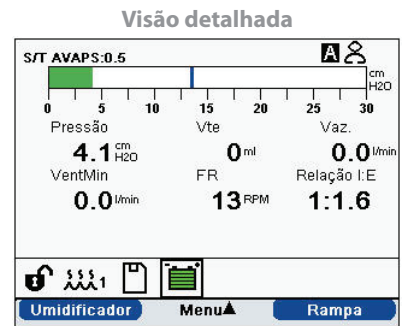 Visão detalhada
S/T AVAPS:0.5 A
cm
H2O
0 5 10 15 20 25 30
Pressão Vte Vaz.
4.1 cm H2O 0 ml 0.0 l/min
VentMin FR Relação I:E
0.0 l/min 13 RPM 1:1.6
1
Umidificador Menu▲ Rampa